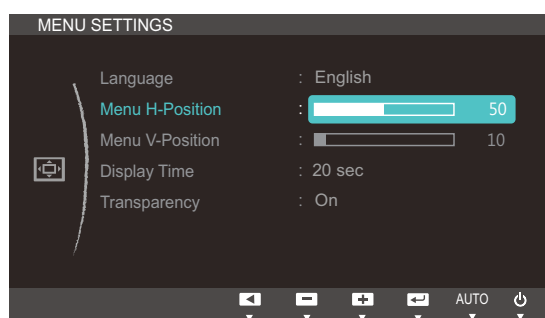 MENU SETTINGS
Language : English
Menu H-Position : 50
Menu V-Position : 10
Display Time : 20 sec
Transparency : On
AUTO